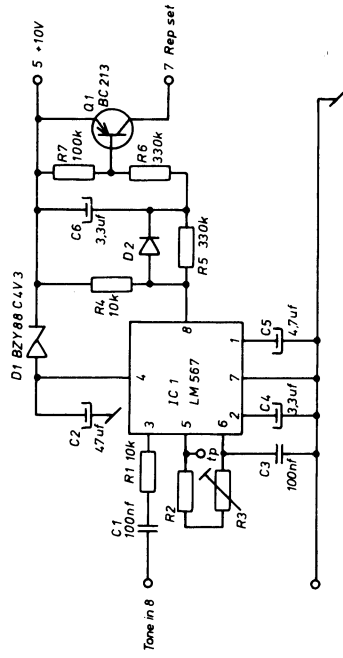 5 +10V
D1 BZY 88 C4V3
Q1
BC 213
R7
100k
7 Rep set
C6
3,3uf
R6
330k
R4
10k
D2
C2
47uf
R5
330k
8
4
3
IC 1
LM 567
5
6
2
7
1
R1 10k
C1
100nf
Tone in 8
tp
R2
R3
C3
100nf
C4
3,3uf
C5
4,7uf